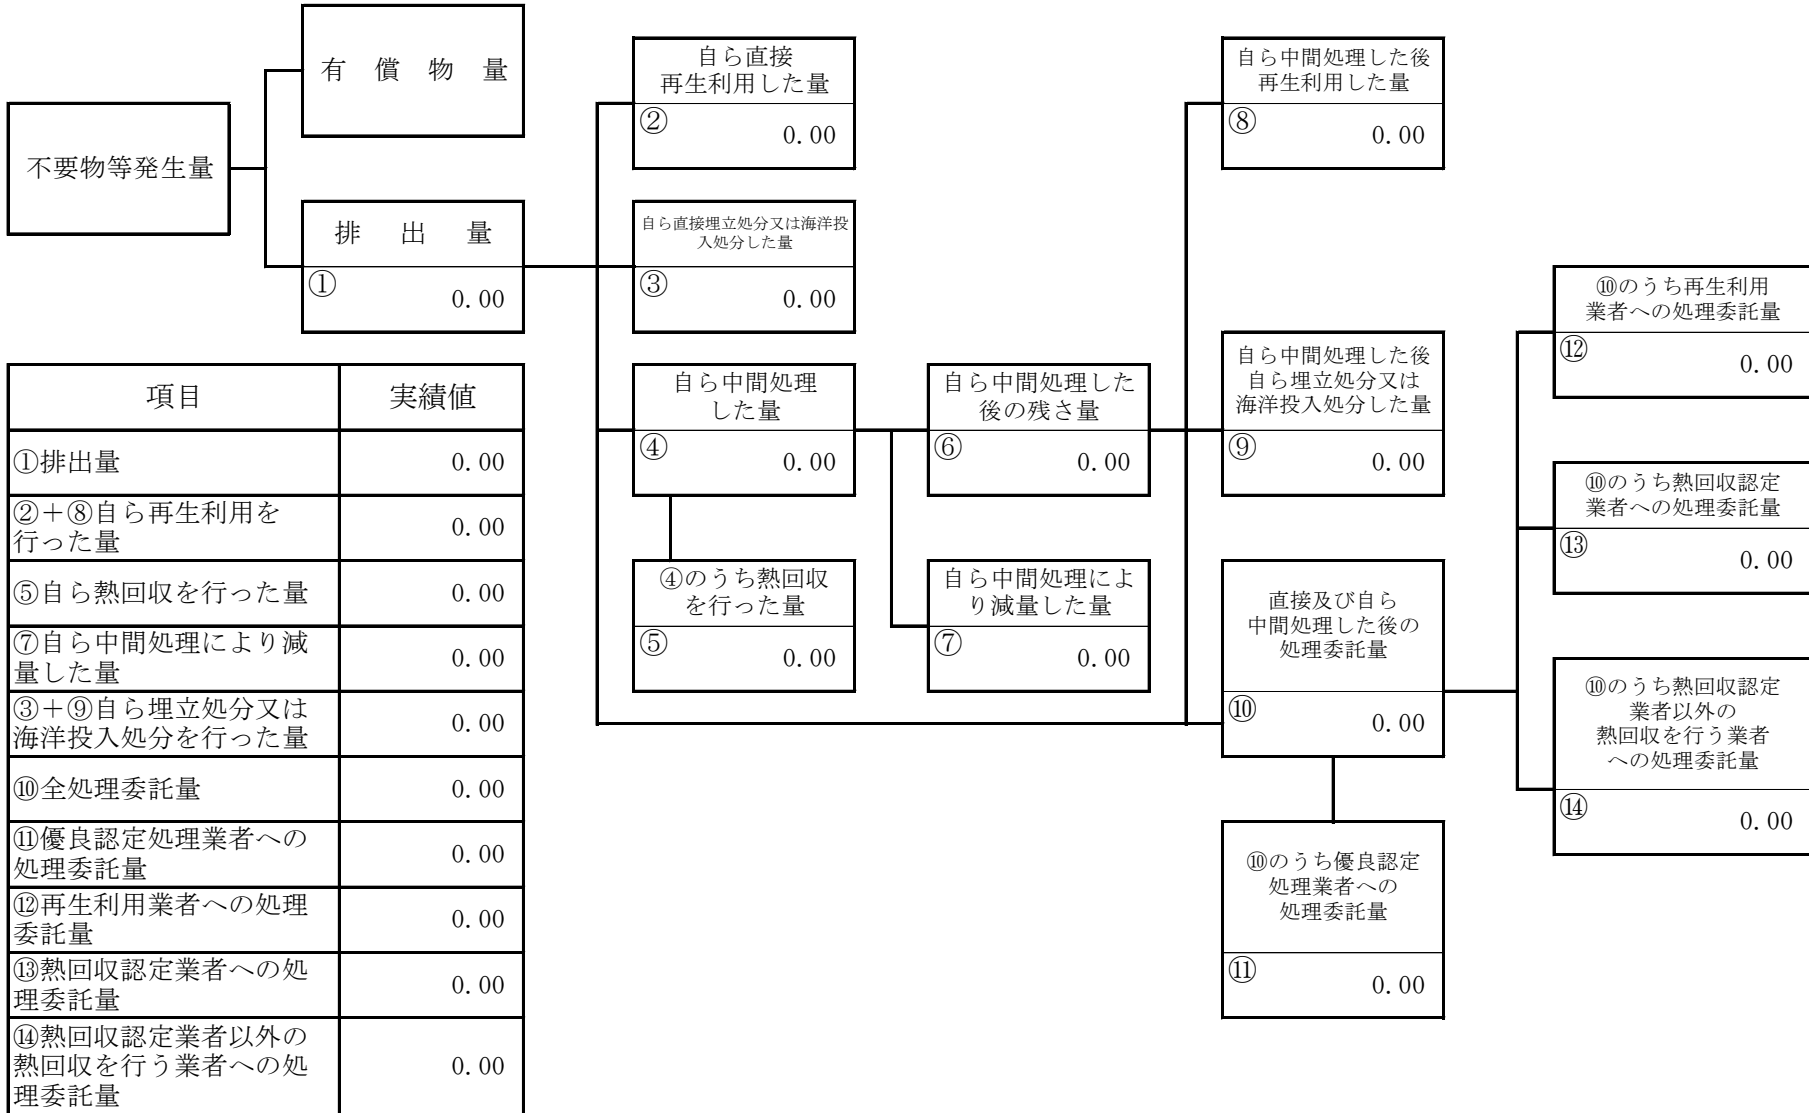 不要物等発生量
有償物量
排出量
①
0.00
自ら直接
再生利用した量
②
0.00
自ら直接埋立処分又は海洋投
入処分した量
③
0.00
自ら中間処理
した量
④
0.00
④のうち熱回収
を行った量
⑤
0.00
自ら中間処理した
後の残さ量
⑥
0.00
自ら中間処理によ
り減量した量
⑦
0.00
自ら中間処理した後
再生利用した量
⑧
0.00
自ら中間処理した後
自ら埋立処分又は
海洋投入処分した量
⑨
0.00
直接及び自ら
中間処理した後の
処理委託量
⑩
0.00
⑩のうち優良認定
処理業者への
処理委託量
⑪
0.00
⑩のうち再生利用
業者への処理委託量
⑫
0.00
⑩のうち熱回収認定
業者への処理委託量
⑬
0.00
⑩のうち熱回収認定
業者以外の
熱回収を行う業者
への処理委託量
⑭
0.00
項目 実績値
①排出量 0.00
②+⑧自ら再生利用を
行った量 0.00
⑤自ら熱回収を行った量 0.00
⑦自ら中間処理により減
量した量 0.00
③+⑨自ら埋立処分又は
海洋投入処分を行った量 0.00
⑩全処理委託量 0.00
⑪優良認定処理業者への
処理委託量 0.00
⑫再生利用業者への処理
委託量 0.00
⑬熱回収認定業者への処
理委託量 0.00
⑭熱回収認定業者以外の
熱回収を行う業者への処 0.00
理委託量